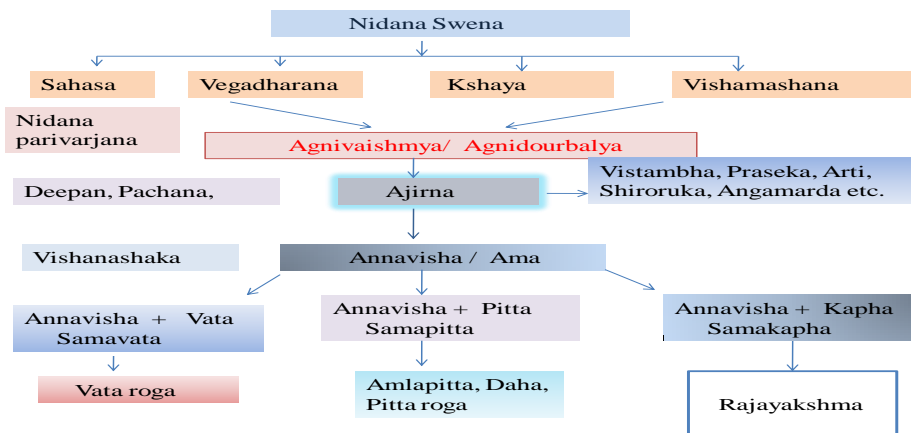 Nidana Swena
Sahasa
Vegadharana
Kshaya
Vishamashana
Nidana
parivarjana
Agnivaishmya/ Agnidourbalya
Deepan, Pachana,
Ajirna
Vistambha, Praseka, Arti,
Shiroruka, Angamarda etc.
Vishanashaka
Annavisha / Ama
Annavisha + Vata
Samavata
Annavisha + Pitta
Samapitta
Annavisha + Kapha
Samakapha
Vata roga
Amlapitta, Daha,
Pitta roga
Rajayakshma